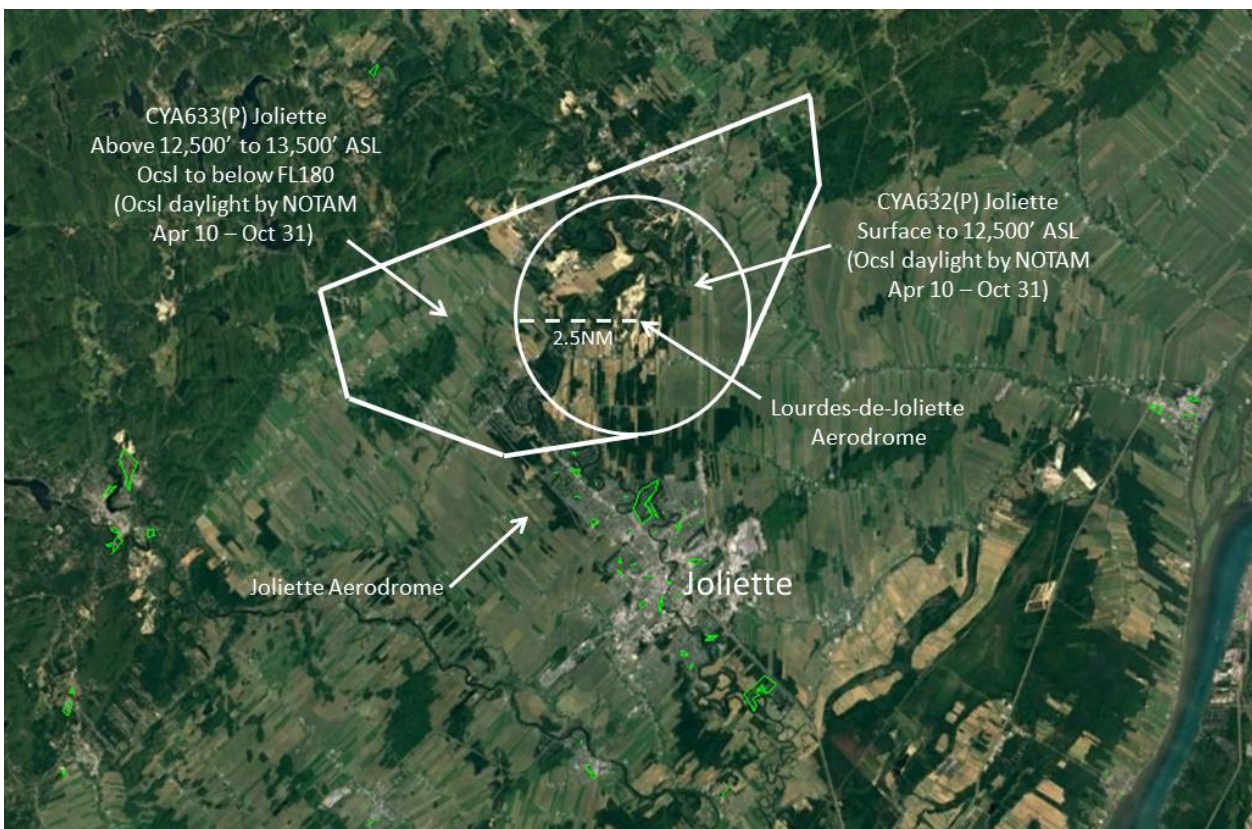 CYA633(P) Joliette
Above 12,500’ to 13,500’ ASL
Ocsl to below FL180
(Ocsl daylight by NOTAM
Apr 10 – Oct 31)
CYA632(P) Joliette
Surface to 12,500’ ASL
(Ocsl daylight by NOTAM
Apr 10 – Oct 31)
2.5NM
Lourdes-de-Joliette
Aerodrome
Joliette Aerodrome
Joliette